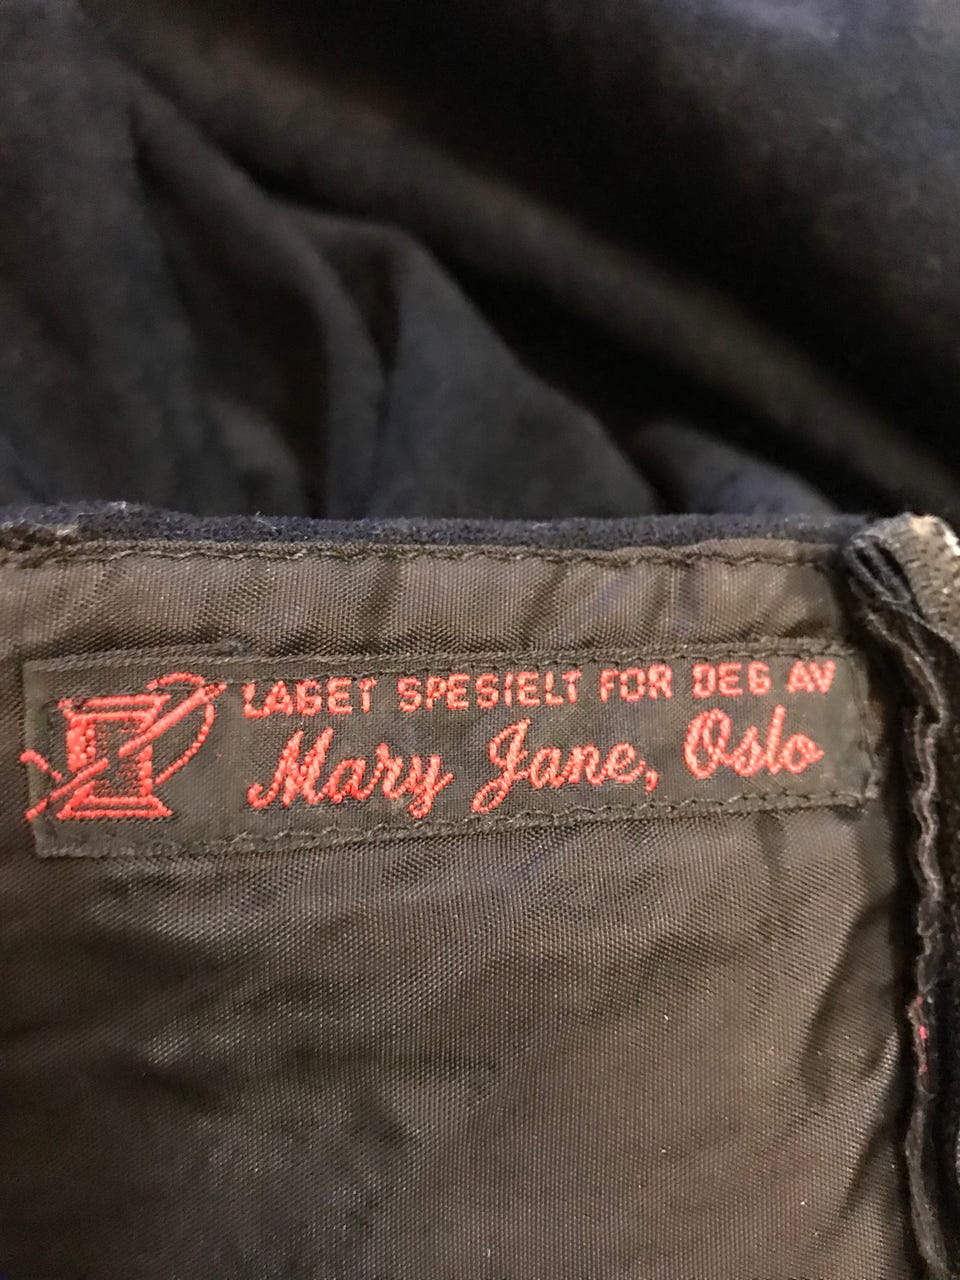 LAGET SPESIELT FOR DEG AV
Mary Jane, Oslo